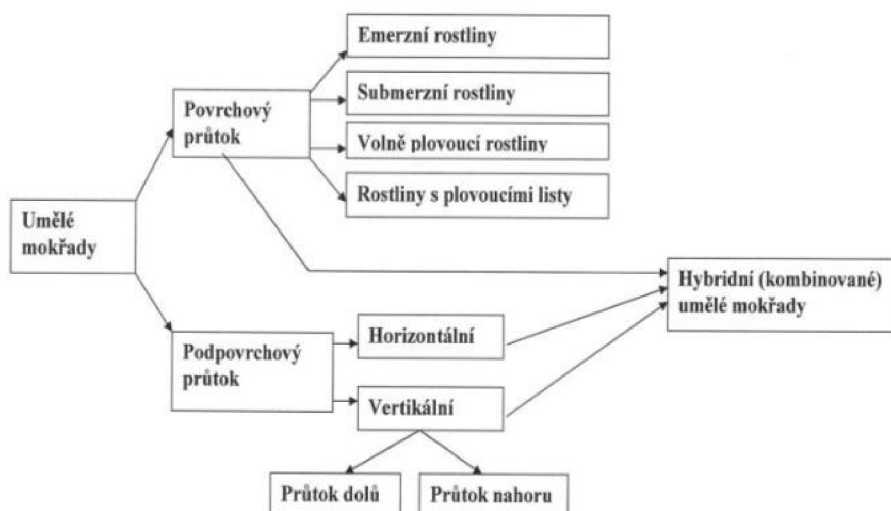 Emerzní rostliny
Submerzní rostliny
Povrchový
průtok
Volně plovoucí rostliny
Rostliny s plovoucími listy
Umělé
mokřady
Hybridní (kombinované)
umělé mokřady
Horizontální
Podpovrchový
průtok
Vertikální
Průtok dolů
Průtok nahoru